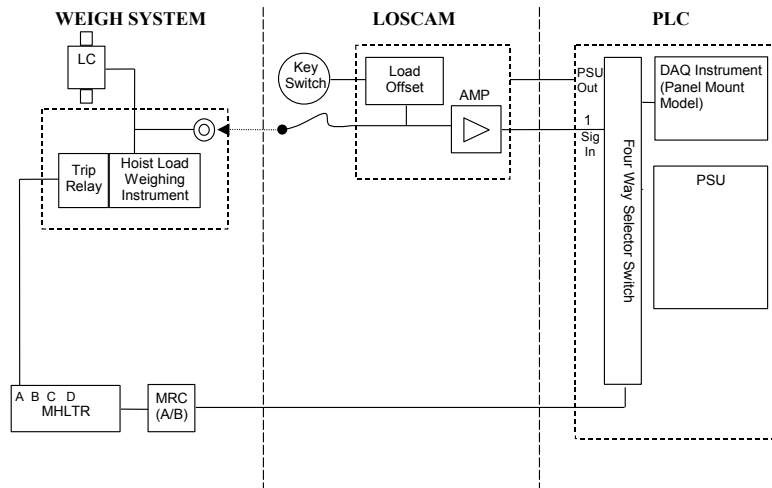 WEIGH SYSTEM
LOSCAM
PLC
LC
Key
Switch
Load
Offset
AMP
PSU
Out
1
Sig
In
Four Way Selector Switch
DAQ Instrument
(Panel Mount
Model)
PSU
Trip
Relay
Hoist Load
Weighing
Instrument
A B C D
MHLTR
MRC
(A/B)